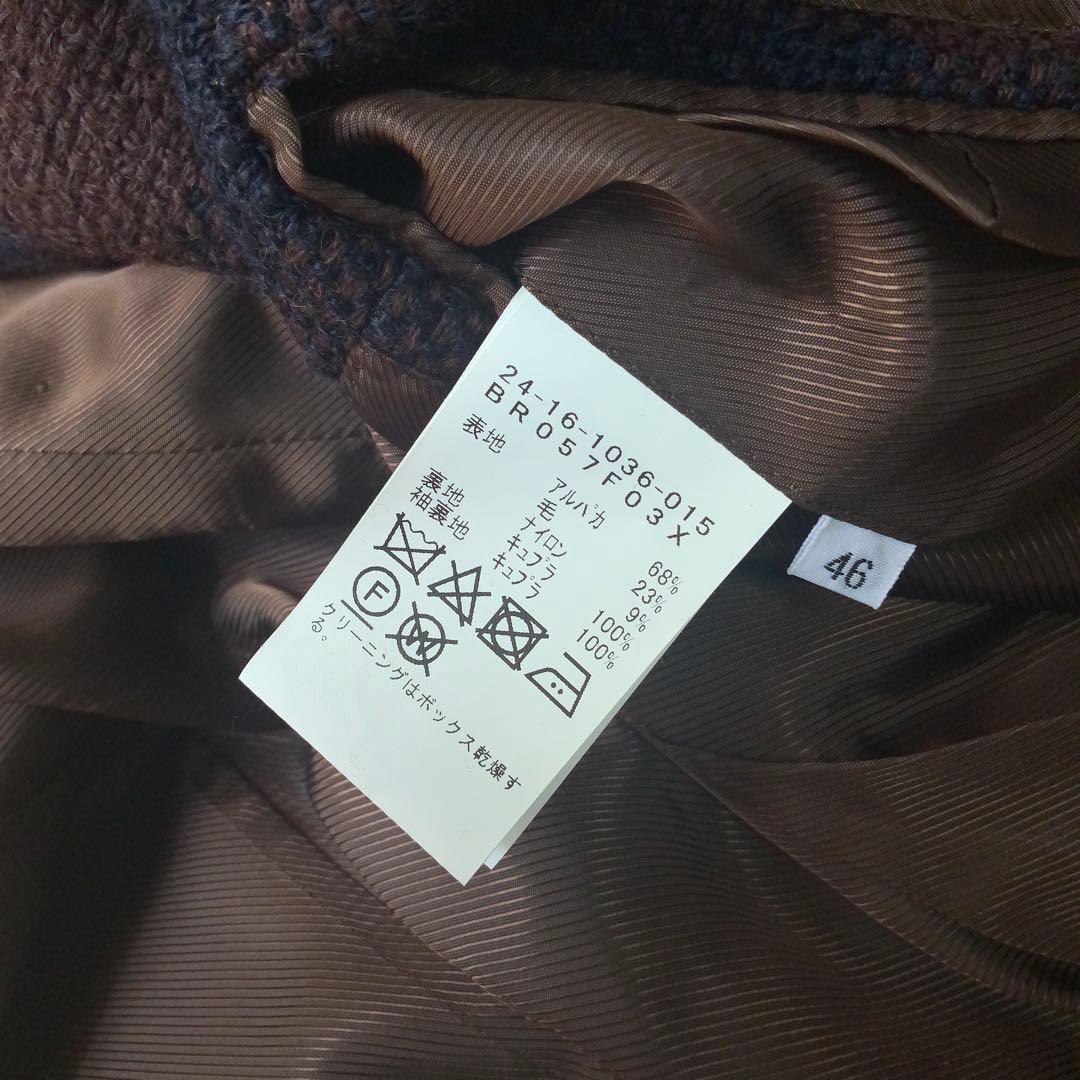 24-16-1036-015
BR057F03X
表地 アルパカ 68%
毛 23%
ナイロン 9%
裏地 キュプラ 100%
袖裏地 キュプラ 100%
F
W
クリーニングはボックス乾燥す
る。
46